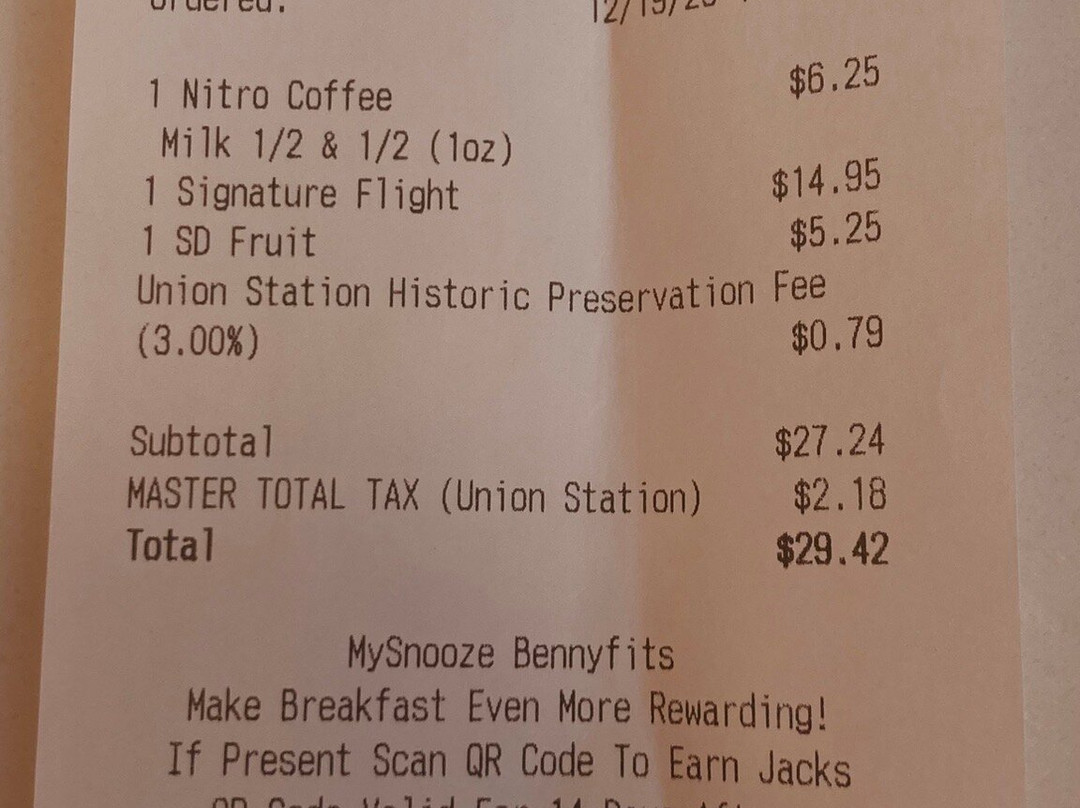 Ordered:
1 Nitro Coffee $6.25
Milk 1/2 & 1/2 (1oz)
1 Signature Flight $14.95
1 SD Fruit $5.25
Union Station Historic Preservation Fee
(3.00%) $0.79
Subtotal $27.24
MASTER TOTAL TAX (Union Station) $2.18
Total $29.42
MySnooze Bennyfits
Make Breakfast Even More Rewarding!
If Present Scan QR Code To Earn Jacks